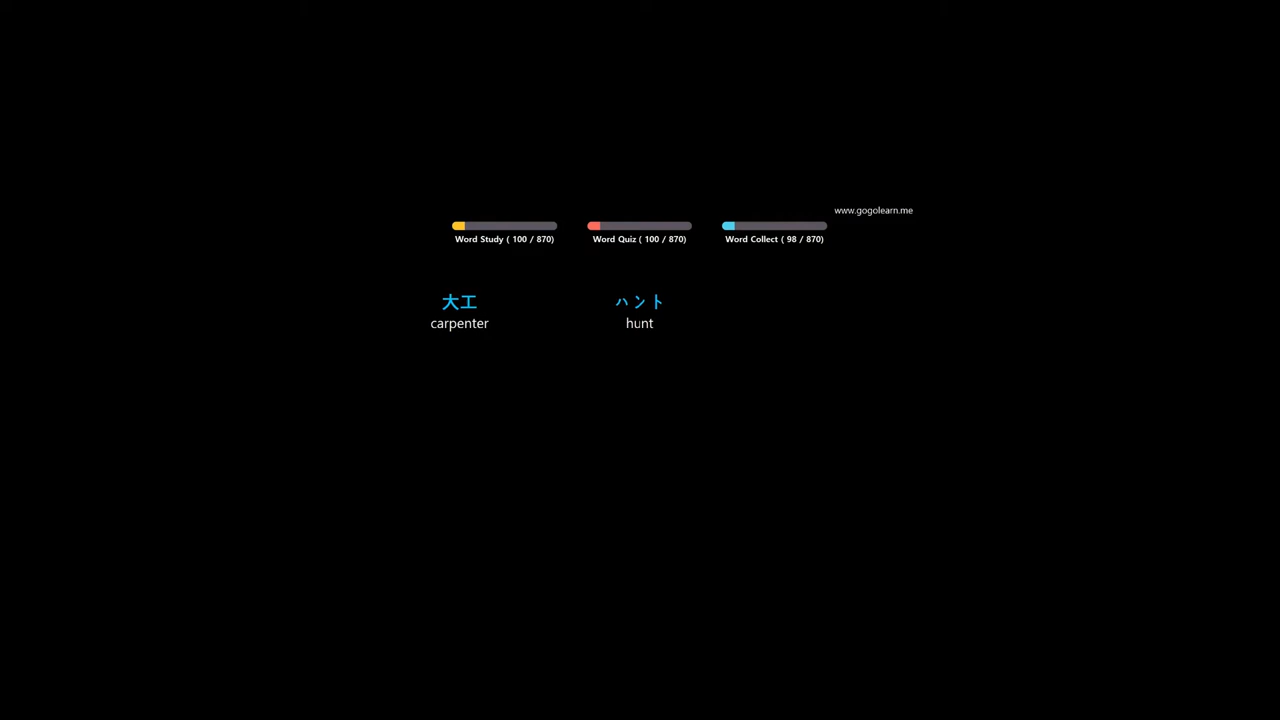 www.gogolearn.me
Word Study ( 100 / 870)
Word Quiz ( 100 / 870)
Word Collect ( 98 / 870)
大工
carpenter
ハント
hunt